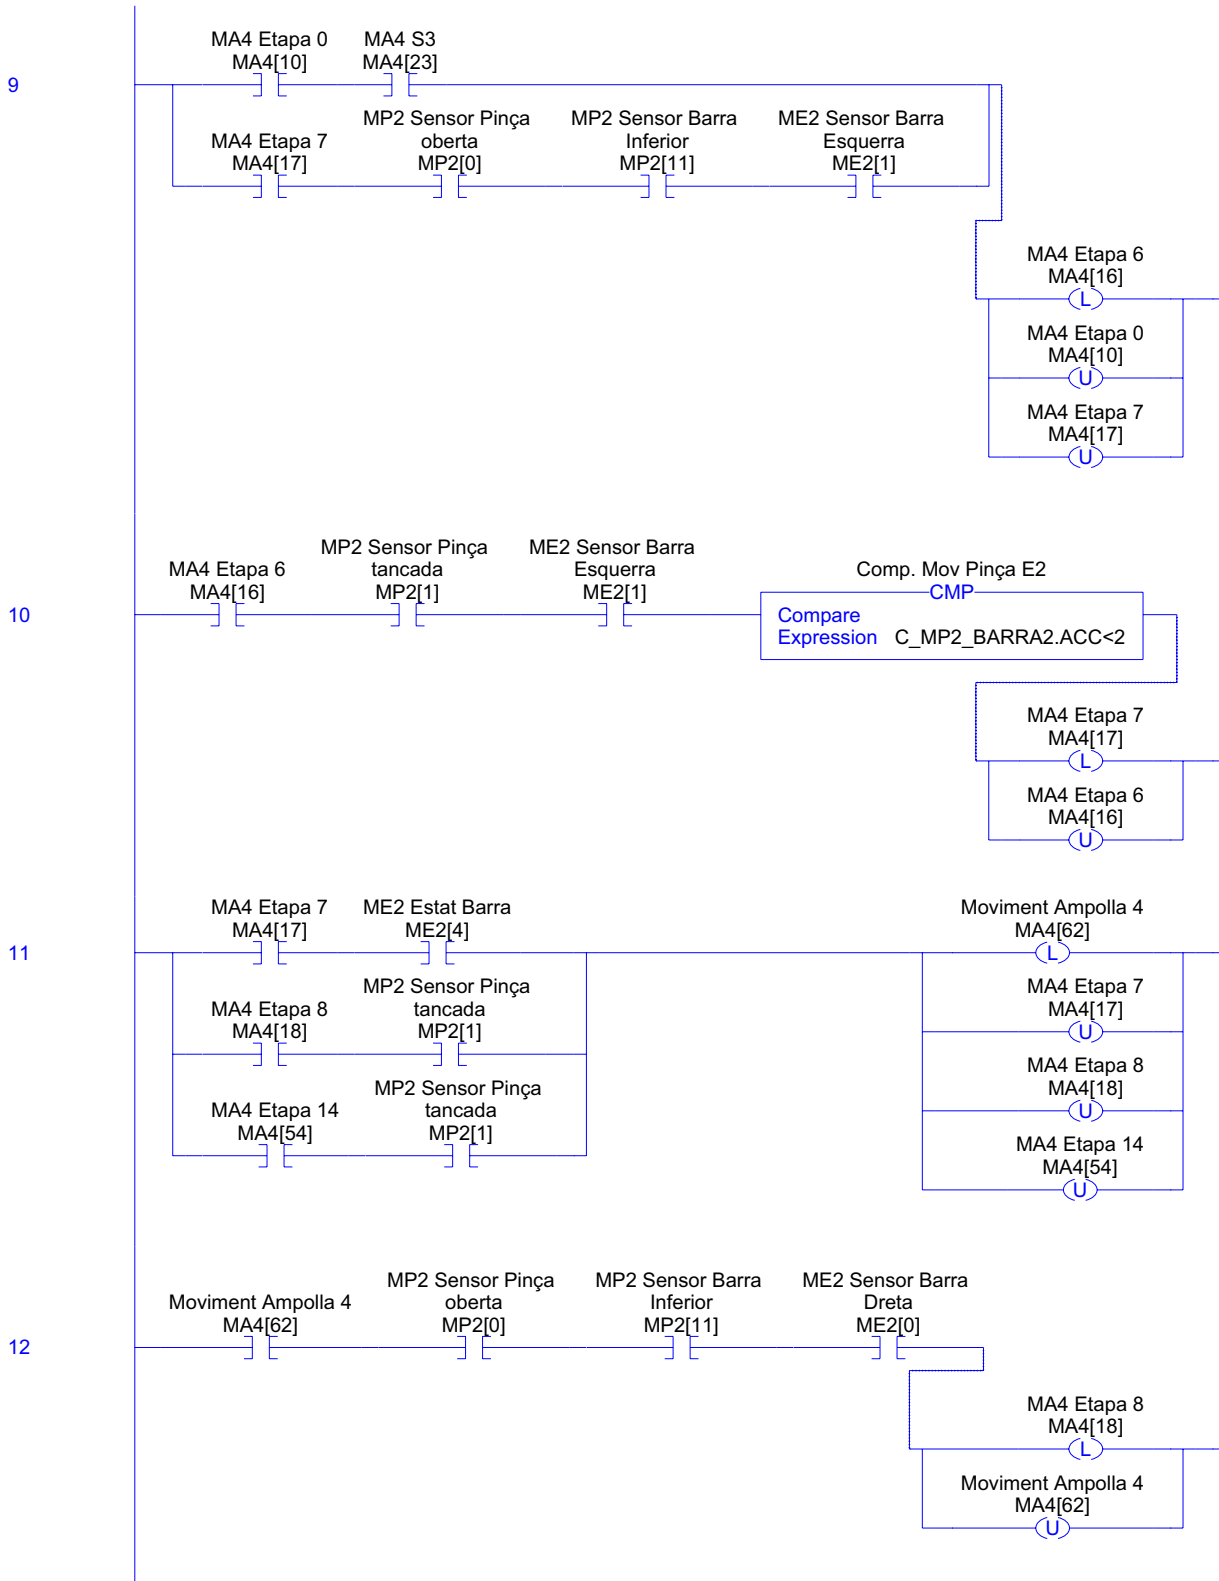 MA4 Etapa 0
MA4[10]
MA4 S3
MA4[23]
9
MA4 Etapa 7
MA4[17]
MP2 Sensor Pinça
oberta
MP2[0]
MP2 Sensor Barra
Inferior
MP2[11]
ME2 Sensor Barra
Esquerra
ME2[1]
MA4 Etapa 6
MA4[16]
L
MA4 Etapa 0
MA4[10]
U
MA4 Etapa 7
MA4[17]
U
10
MA4 Etapa 6
MA4[16]
MP2 Sensor Pinça
tancada
MP2[1]
ME2 Sensor Barra
Esquerra
ME2[1]
Comp. Mov Pinça E2
CMP
Compare
Expression C_MP2_BARRA2.ACC<2
MA4 Etapa 7
MA4[17]
L
MA4 Etapa 6
MA4[16]
U
11
MA4 Etapa 7
MA4[17]
ME2 Estat Barra
ME2[4]
MA4 Etapa 8
MA4[18]
MP2 Sensor Pinça
tancada
MP2[1]
MA4 Etapa 14
MA4[54]
MP2 Sensor Pinça
tancada
MP2[1]
Moviment Ampolla 4
MA4[62]
L
MA4 Etapa 7
MA4[17]
U
MA4 Etapa 8
MA4[18]
U
MA4 Etapa 14
MA4[54]
U
12
Moviment Ampolla 4
MA4[62]
MP2 Sensor Pinça
oberta
MP2[0]
MP2 Sensor Barra
Inferior
MP2[11]
ME2 Sensor Barra
Dreta
ME2[0]
MA4 Etapa 8
MA4[18]
L
Moviment Ampolla 4
MA4[62]
U